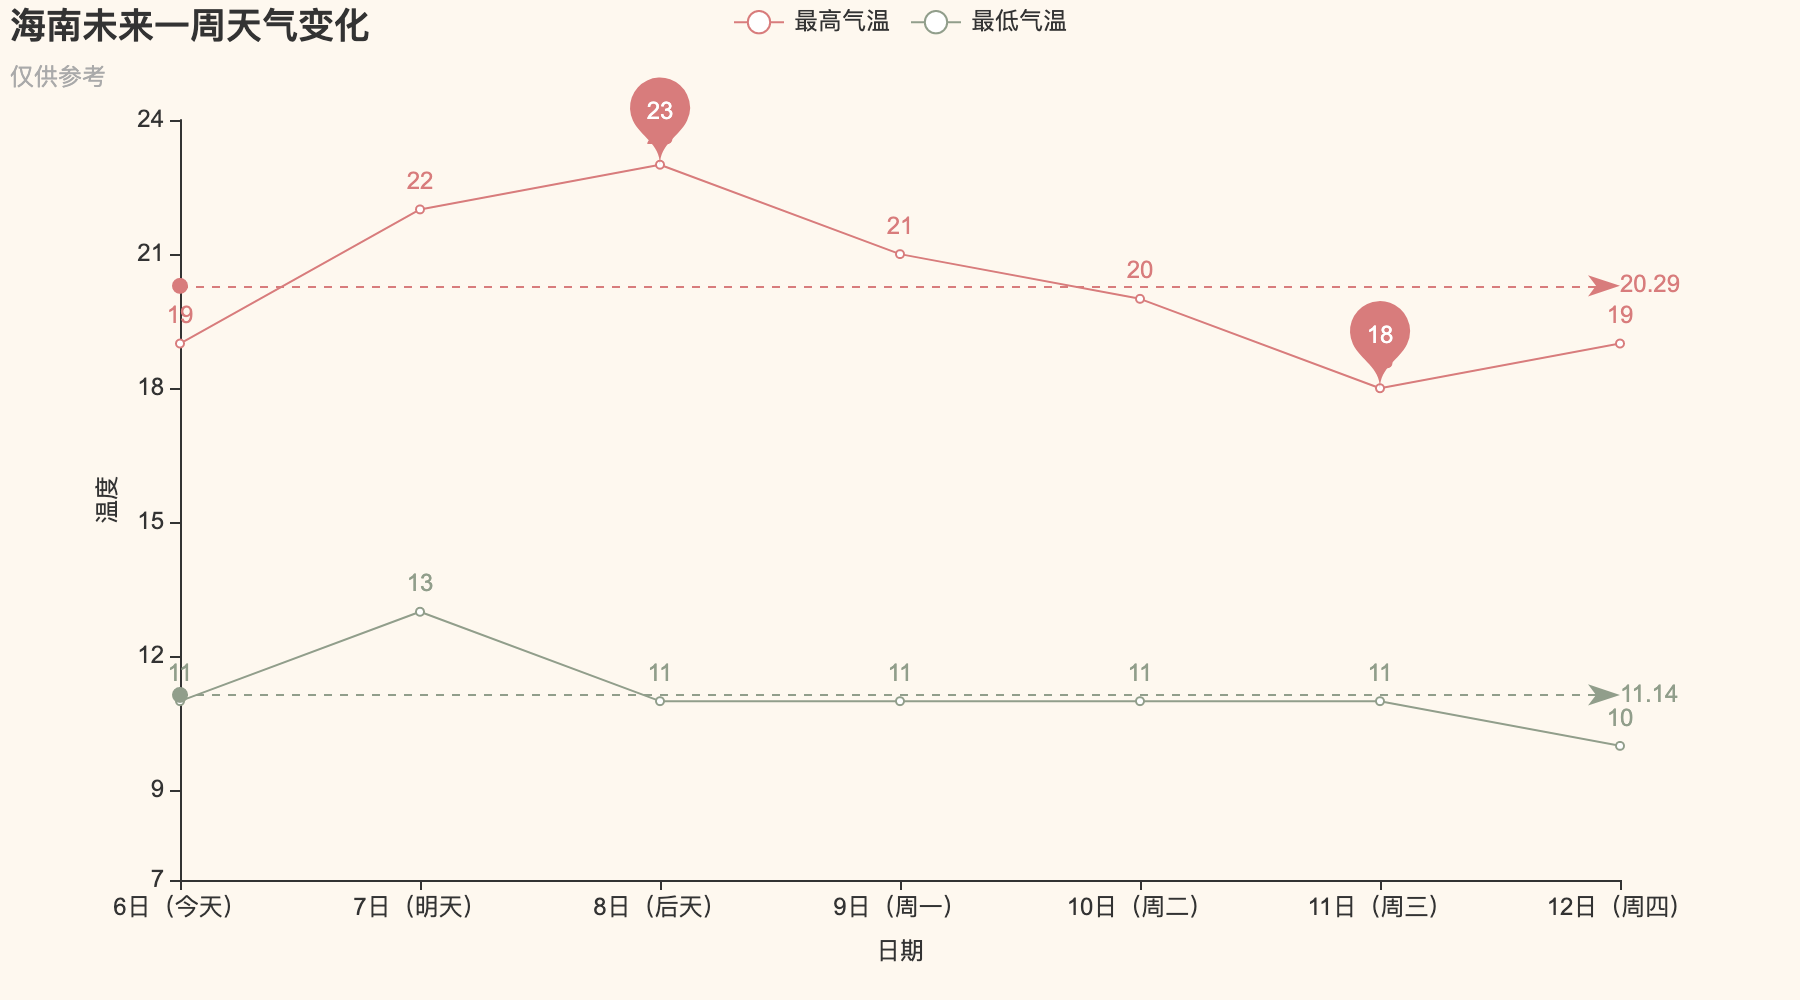 海南未来一周天气变化
仅供参考
最高气温 最低气温
24
21
18
15
12
9
7
温度
19 22 23 21 20 18 19
20.29
11 13 11 11 11 11 10
11.14
6日（今天） 7日（明天） 8日（后天） 9日（周一） 10日（周二） 11日（周三） 12日（周四）
日期